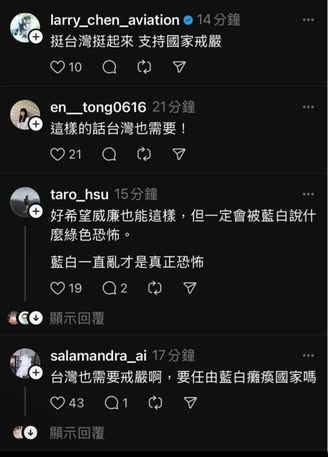 larry_chen_aviation 14分鐘
挺台灣挺起來 支持國家戒嚴
10
en__tong0616 21分鐘
這樣的話台灣也需要！
21
taro_hsu 15分鐘
好希望威廉也能這樣，但一定會被藍白說什
麼綠色恐怖。
藍白一直亂才是真正恐怖
19 2
顯示回覆
salamandra_ai 17分鐘
台灣也需要戒嚴啊，要任由藍白癱瘓國家嗎
43 1
顯示回覆